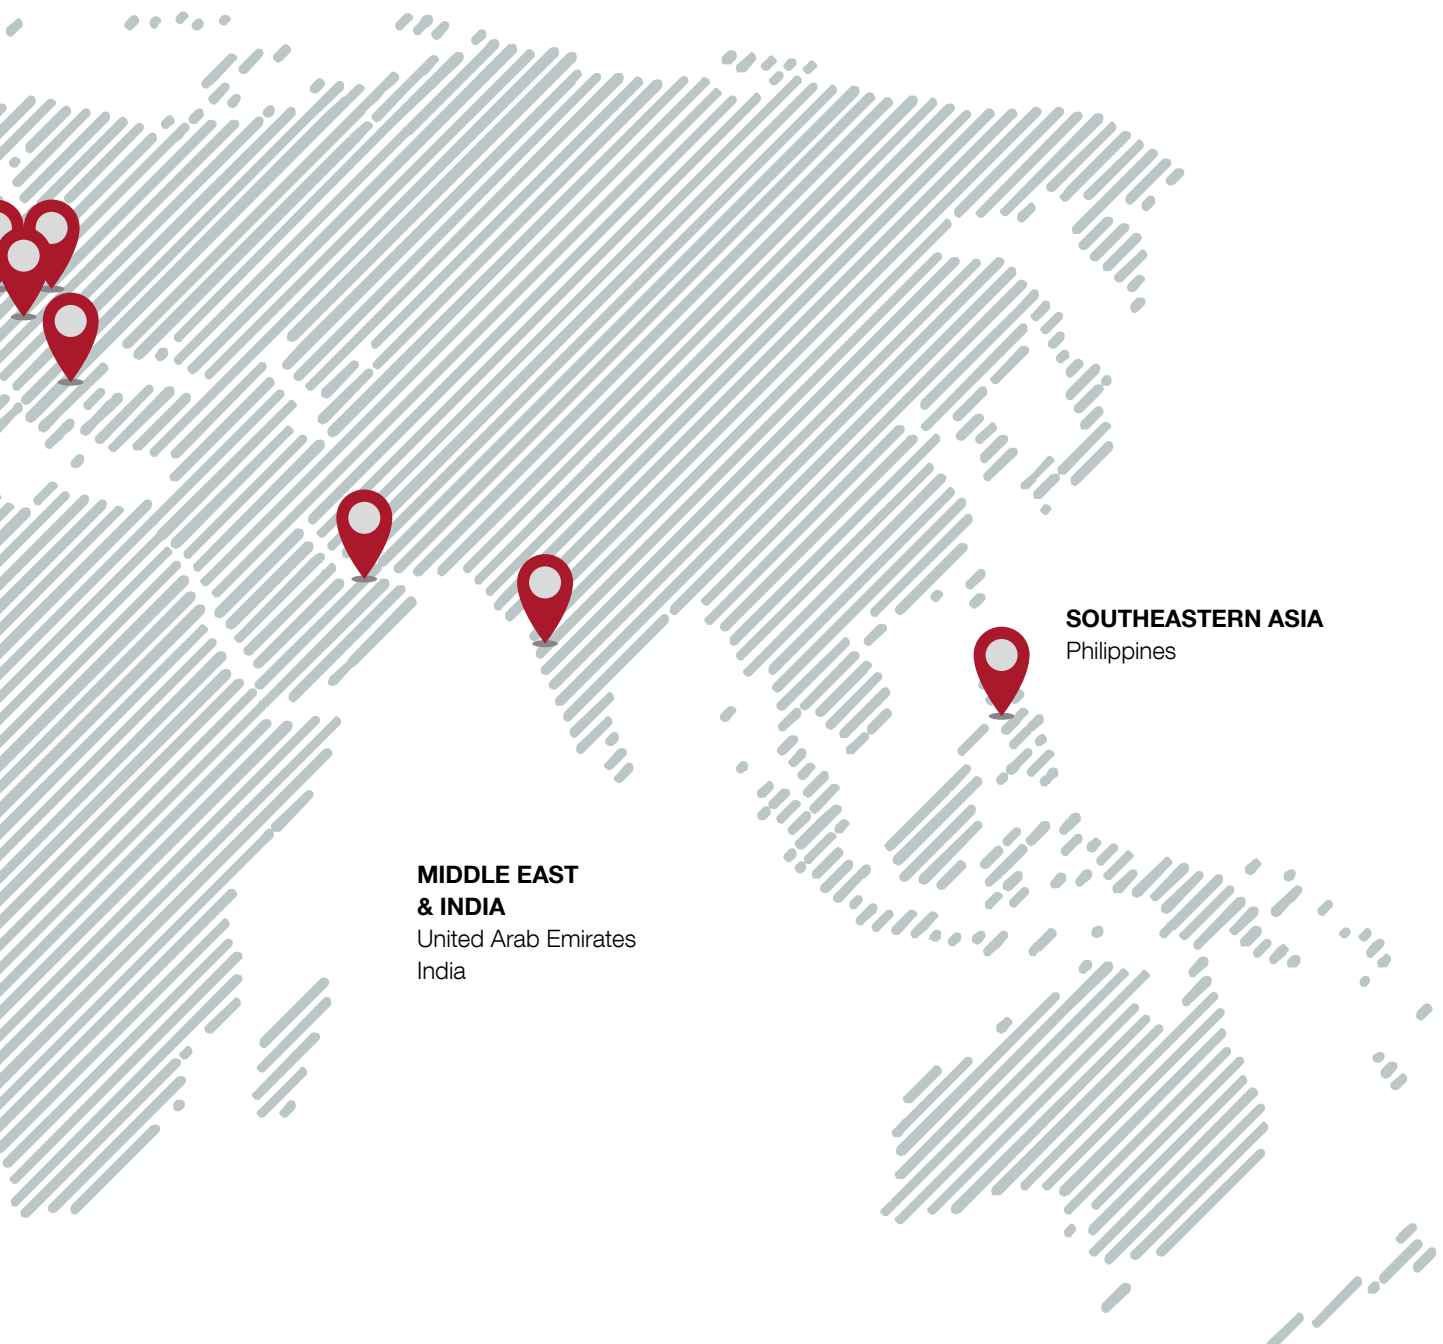 SOUTHEASTERN ASIA
Philippines
MIDDLE EAST
& INDIA
United Arab Emirates
India